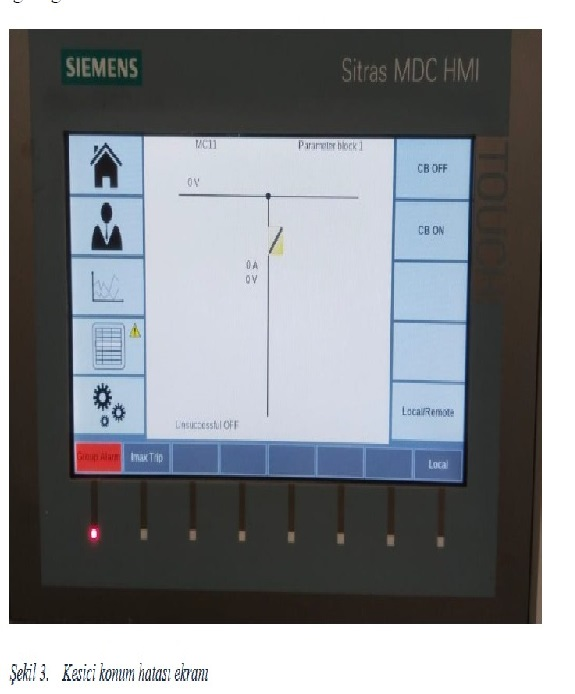 SIEMENS
Sitras MDC HMI
TOUCH
MC11
Parameter block 1
CB OFF
0V
CB ON
0 A
0 V
Local/Remote
Unsuccessful OFF
Group Alarm
Imax Trip
Local
Şekil 3. Kesici konum hatası ekranı